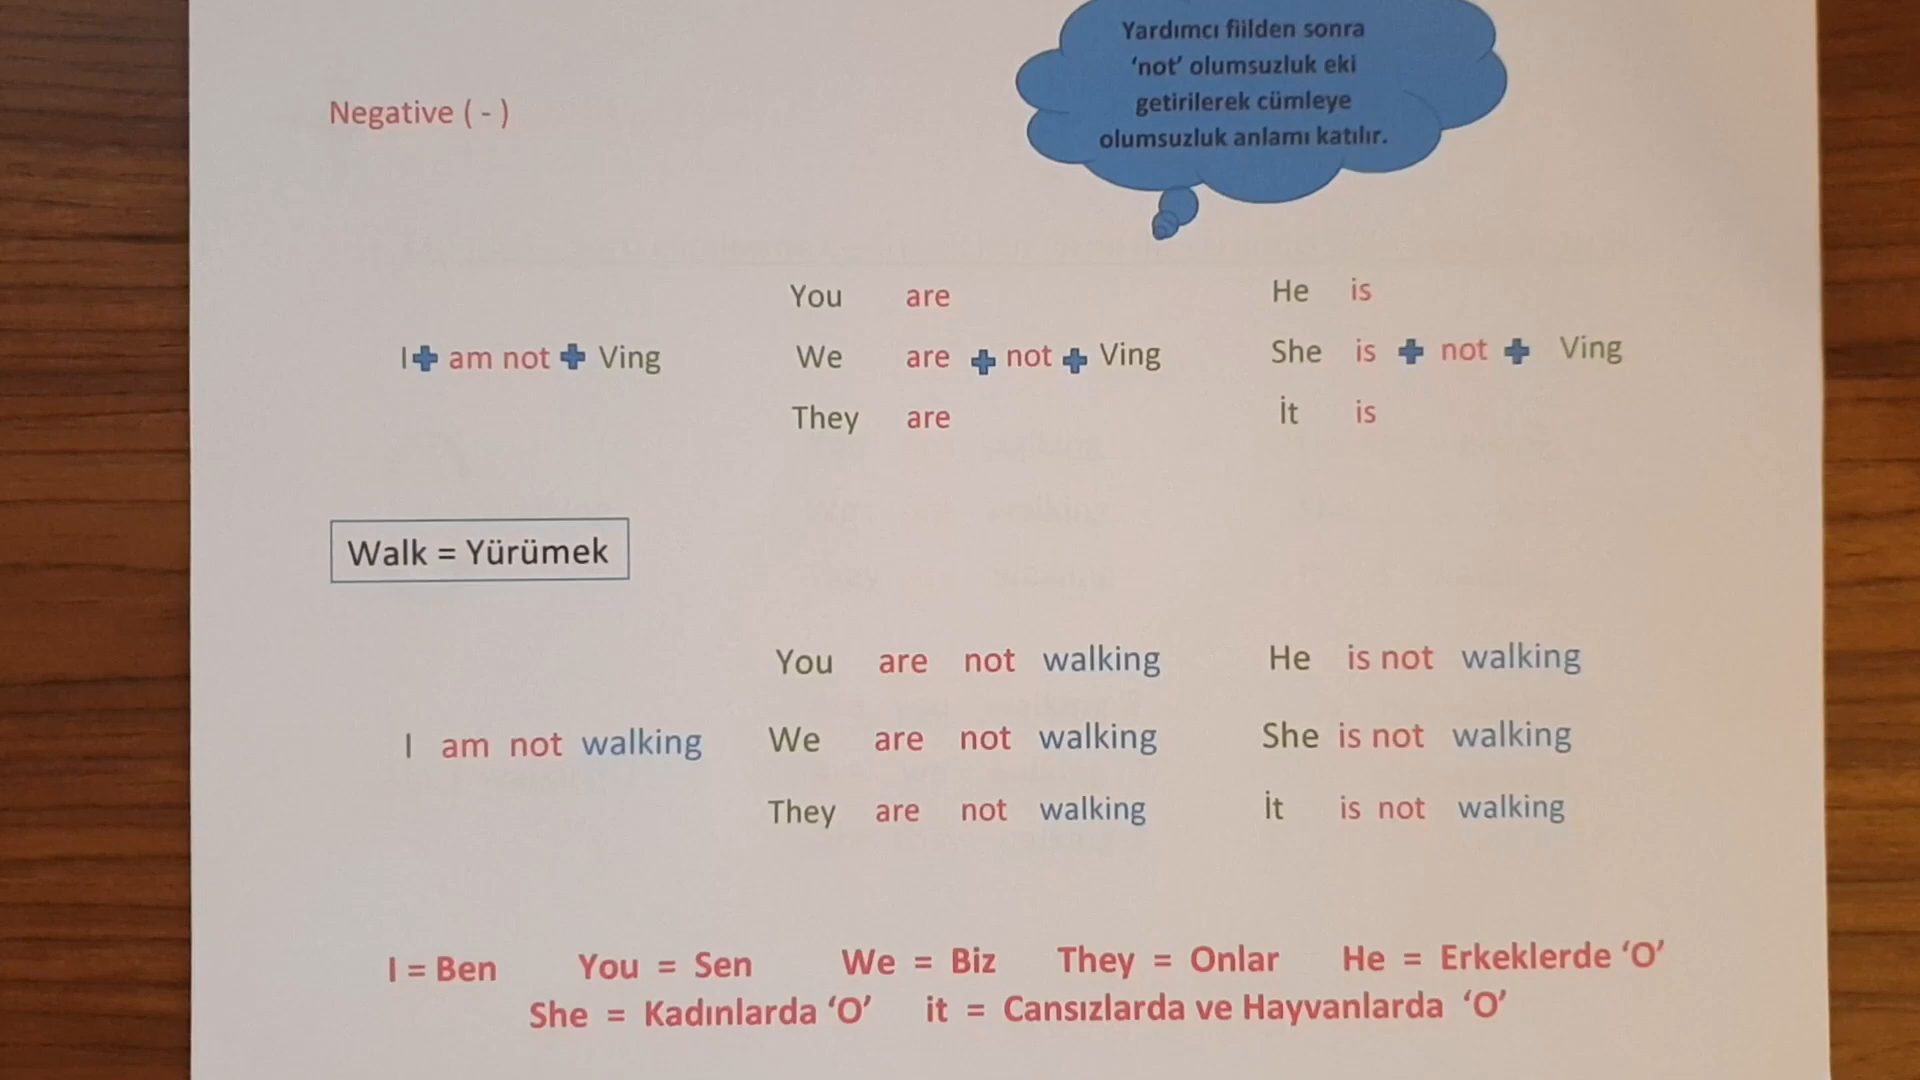 Yardımcı fiilden sonra
‘not’ olumsuzluk eki
getirilerek cümleye
olumsuzluk anlamı katılır.
Negative ( - )
You are
We are + not + Ving
They are
I + am not + Ving
He is
She is + not + Ving
İt is
Walk = Yürümek
I am not walking
You are not walking
We are not walking
They are not walking
He is not walking
She is not walking
İt is not walking
I = Ben You = Sen We = Biz They = Onlar He = Erkeklerde ‘O’
She = Kadınlarda ‘O’ it = Cansızlarda ve Hayvanlarda ‘O’